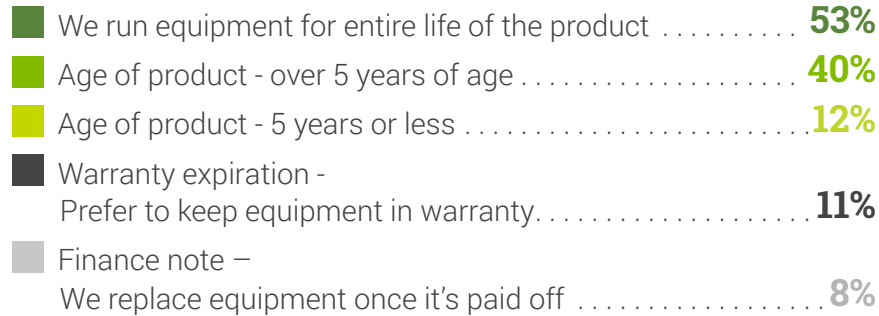 We run equipment for entire life of the product . . . . . . . . . . 53%
Age of product - over 5 years of age . . . . . . . . . . . . . . . . . . . . 40%
Age of product - 5 years or less . . . . . . . . . . . . . . . . . . . . . . . . .12%
Warranty expiration -
Prefer to keep equipment in warranty. . . . . . . . . . . . . . . . . . . . 11%
Finance note –
We replace equipment once it's paid off . . . . . . . . . . . . . . . . . . 8%